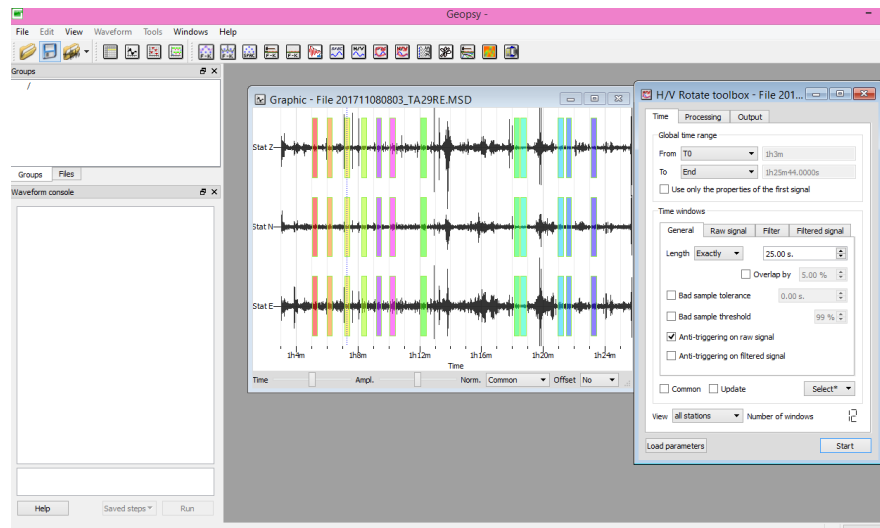 Geopsy -
File Edit View Waveform Tools Windows Help
Groups
/
Groups Files
Waveform console
Help Saved steps Run
Graphic - File 201711080803_TA29RE.MSD
Stat Z
Stat N
Stat E
1h4m 1h8m 1h12m 1h16m 1h20m 1h24m
Time
Time Ampl. Norm. Common Offset No
H/V Rotate toolbox - File 201...
Time Processing Output
Global time range
From T0 1h3m
To End 1h25m44.0000s
Use only the properties of the first signal
Time windows
General Raw signal Filter Filtered signal
Length Exactly 25.00 s.
Overlap by 5.00 %
Bad sample tolerance 0.00 s.
Bad sample threshold 99 %
Anti-triggering on raw signal
Anti-triggering on filtered signal
Common Update Select*
View all stations Number of windows 12
Load parameters Start